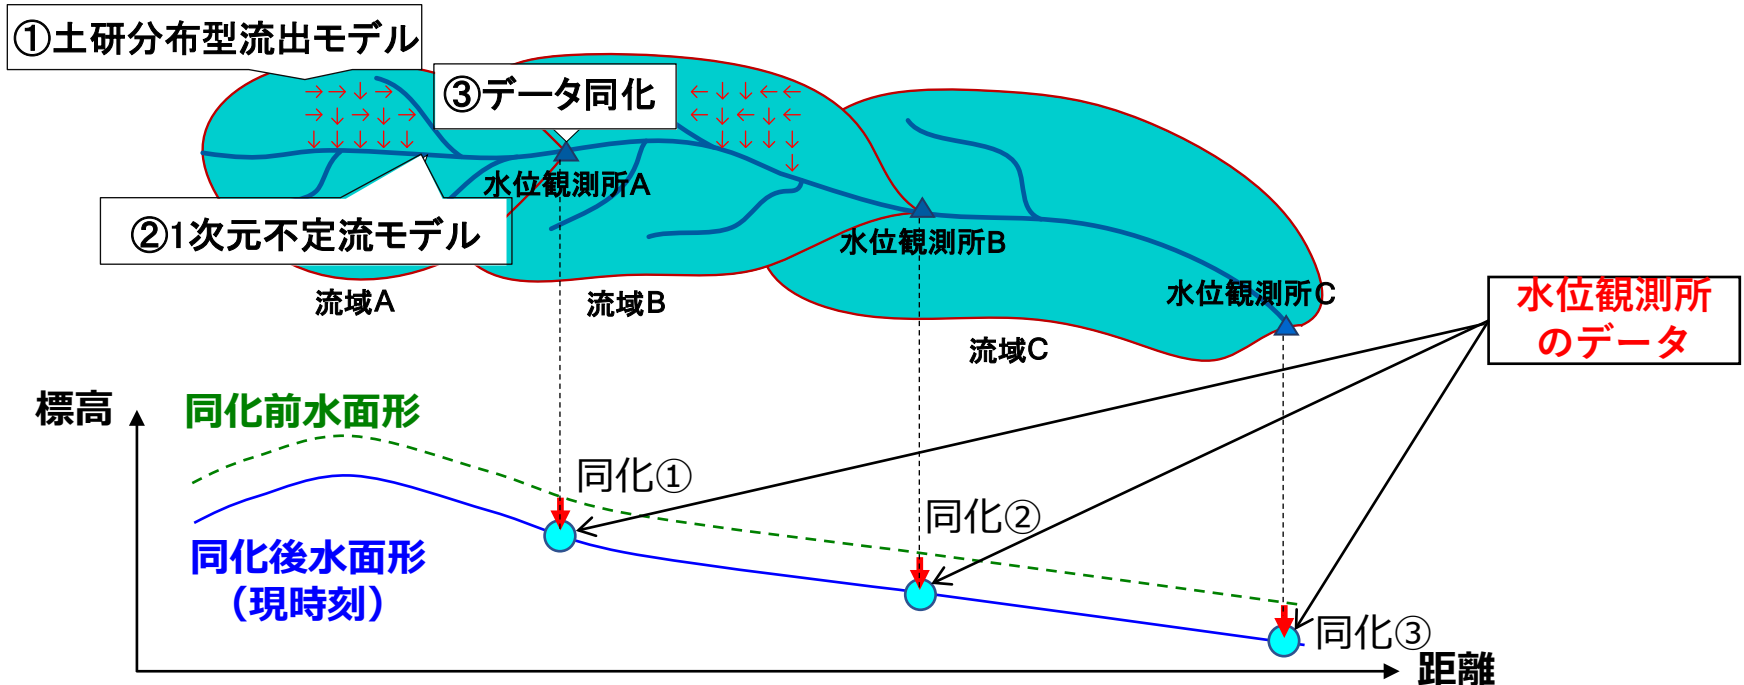 ①土研分布型流出モデル
③データ同化
水位観測所A
②1次元不定流モデル
水位観測所B
水位観測所C
流域A
流域B
流域C
水位観測所
のデータ
標高
同化前水面形
同化①
同化②
同化後水面形
（現時刻）
同化③
距離